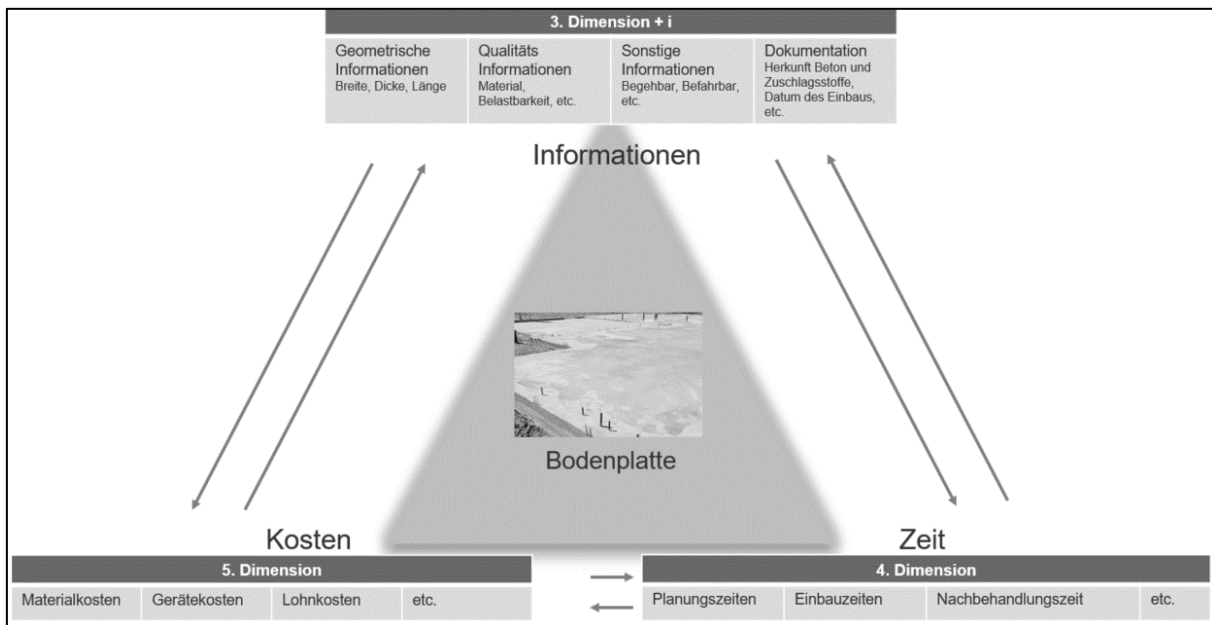 3. Dimension + i
Geometrische
Informationen
Breite, Dicke, Länge
Qualitäts
Informationen
Material,
Belastbarkeit, etc.
Sonstige
Informationen
Begehbar, Befahrbar,
etc.
Dokumentation
Herkunft Beton und
Zuschlagsstoffe,
Datum des Einbaus,
etc.
Informationen
Bodenplatte
Kosten
Zeit
5. Dimension
Materialkosten
Gerätekosten
Lohnkosten
etc.
4. Dimension
Planungszeiten
Einbauzeiten
Nachbehandlungszeit
etc.